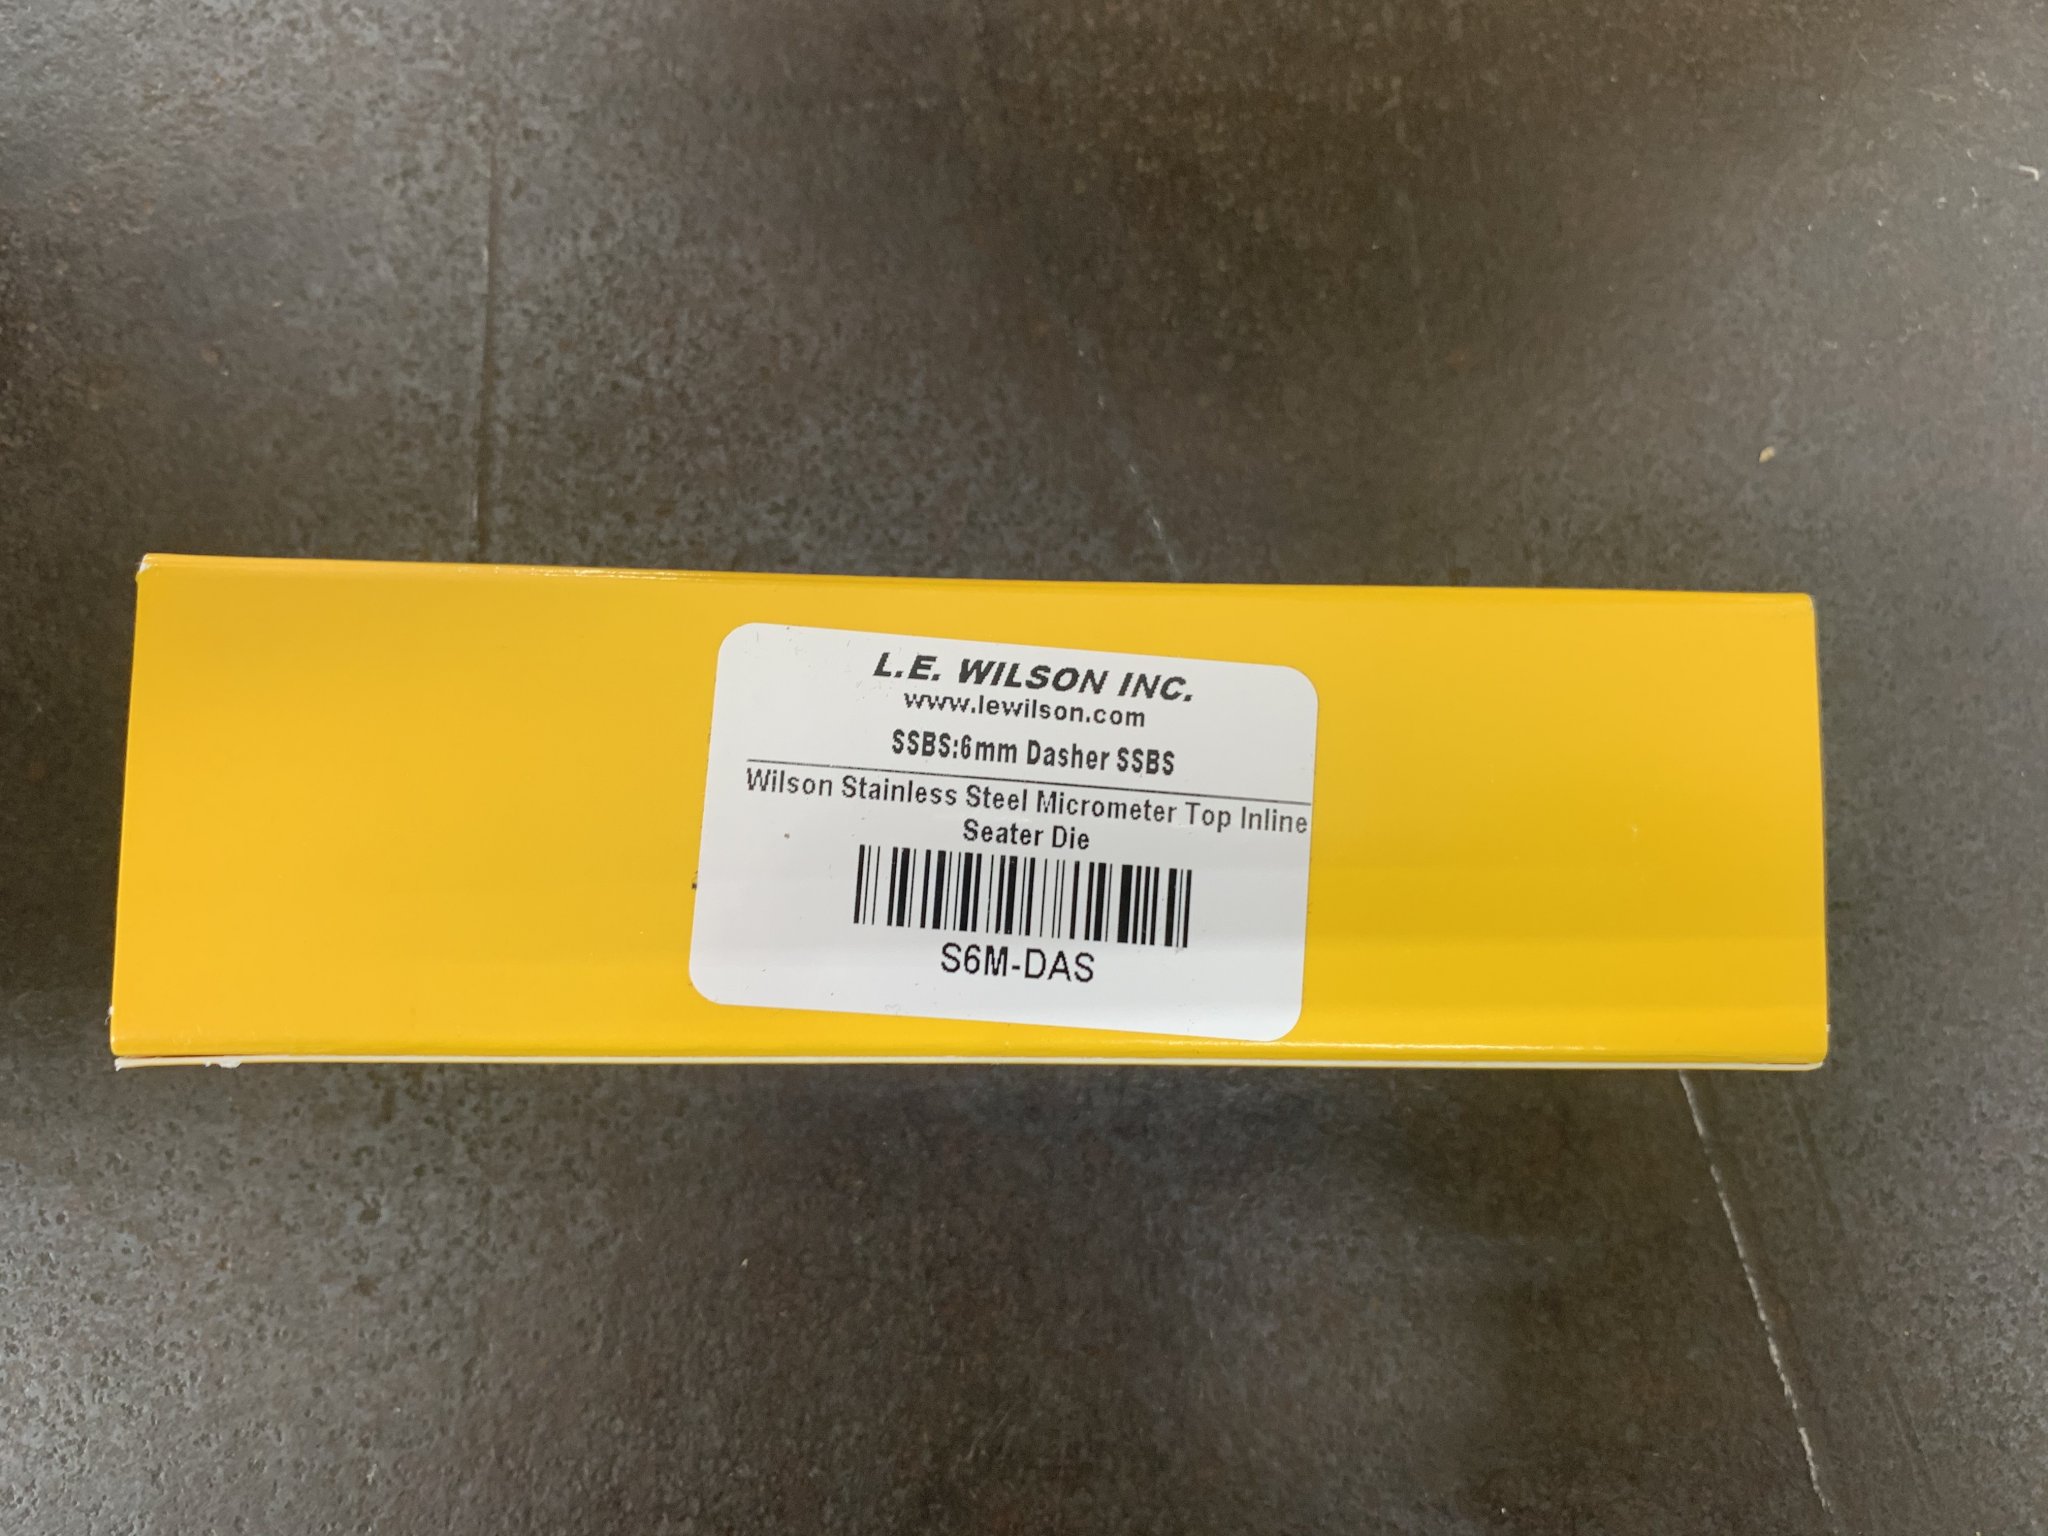 L.E. WILSON INC.
www.lewilson.com
SSBS:6mm Dasher SSBS
Wilson Stainless Steel Micrometer Top Inline
Seater Die
S6M-DAS